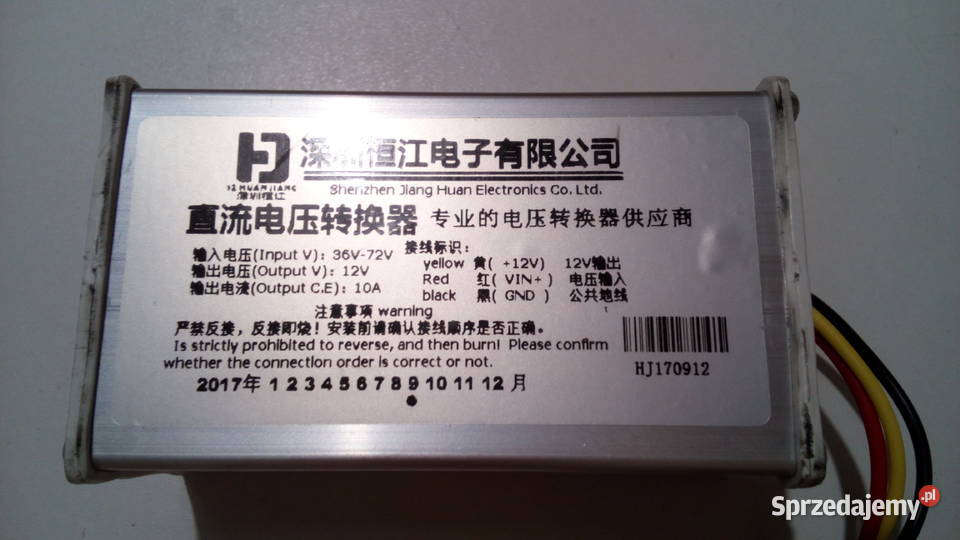 HJ 深圳恒江电子有限公司
SZ HUANJIANG
深圳恒江
Shenzhen Jiang Huan Electronics Co. Ltd.
直流电压转换器 专业的电压转换器供应商
输入电压(Input V): 36V-72V
输出电压(Output V): 12V
输出电流(Output C.E): 10A
接线标识:
yellow 黄( +12V) 12V输出
Red 红( VIN+ ) 电压输入
black 黑( GND ) 公共地线
注意事项 warning
严禁反接,反接即烧!安装前请确认接线顺序是否正确。
Is strictly prohibited to reverse, and then burn! Please confirm
whether the connection order is correct or not.
HJ170912
2017年 1 2 3 4 5 6 7 8 9 10 11 12 月
Sprzedajemy.pl